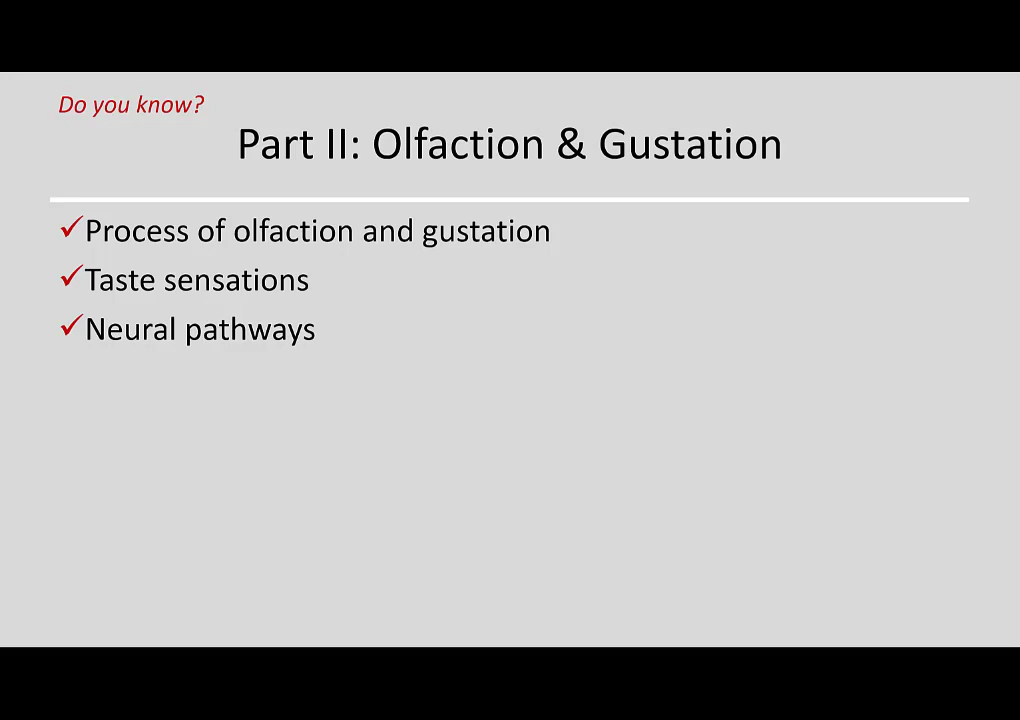 Do you know?
Part II: Olfaction & Gustation
✓Process of olfaction and gustation
✓Taste sensations
✓Neural pathways